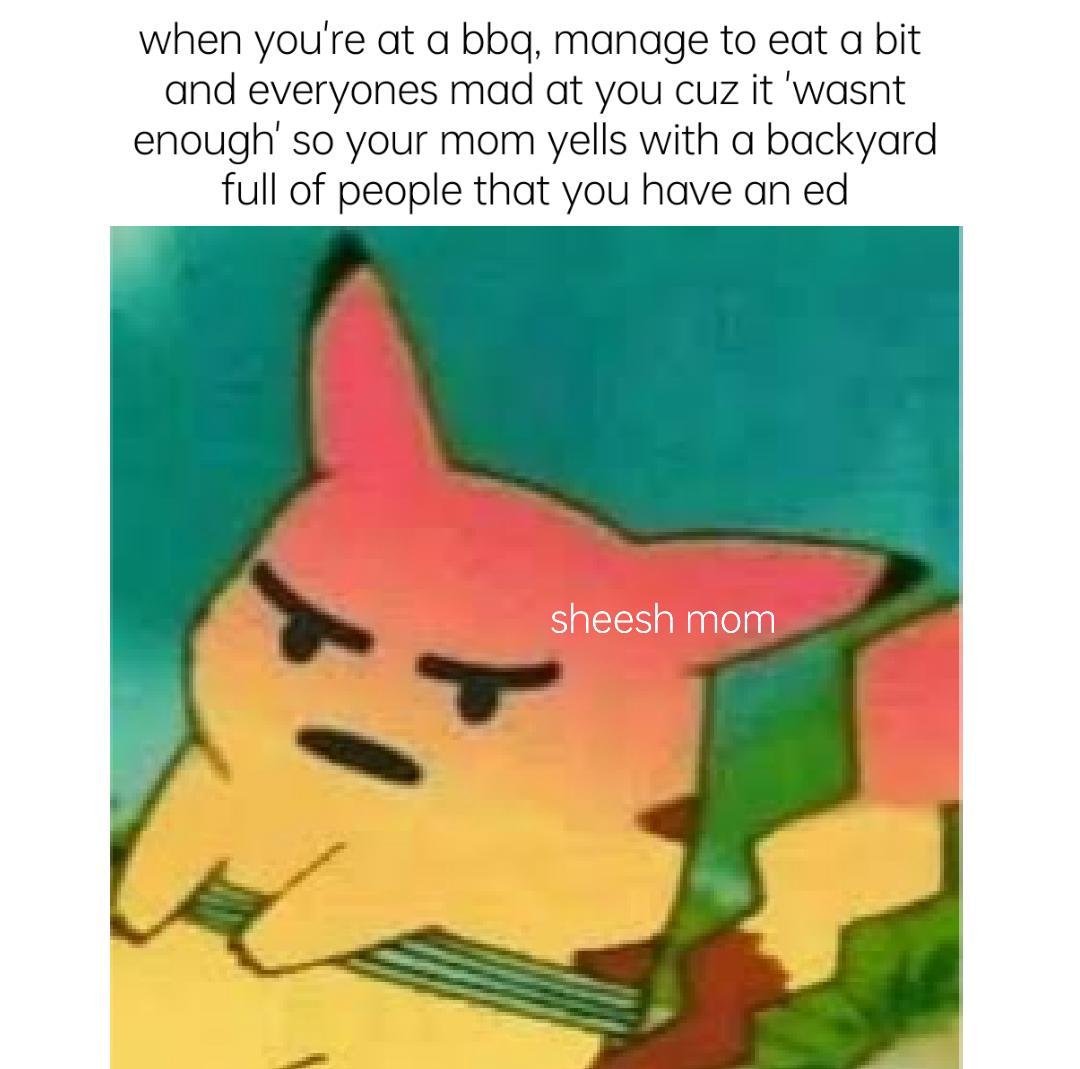 when you're at a bbq, manage to eat a bit
and everyones mad at you cuz it 'wasnt
enough' so your mom yells with a backyard
full of people that you have an ed
sheesh mom